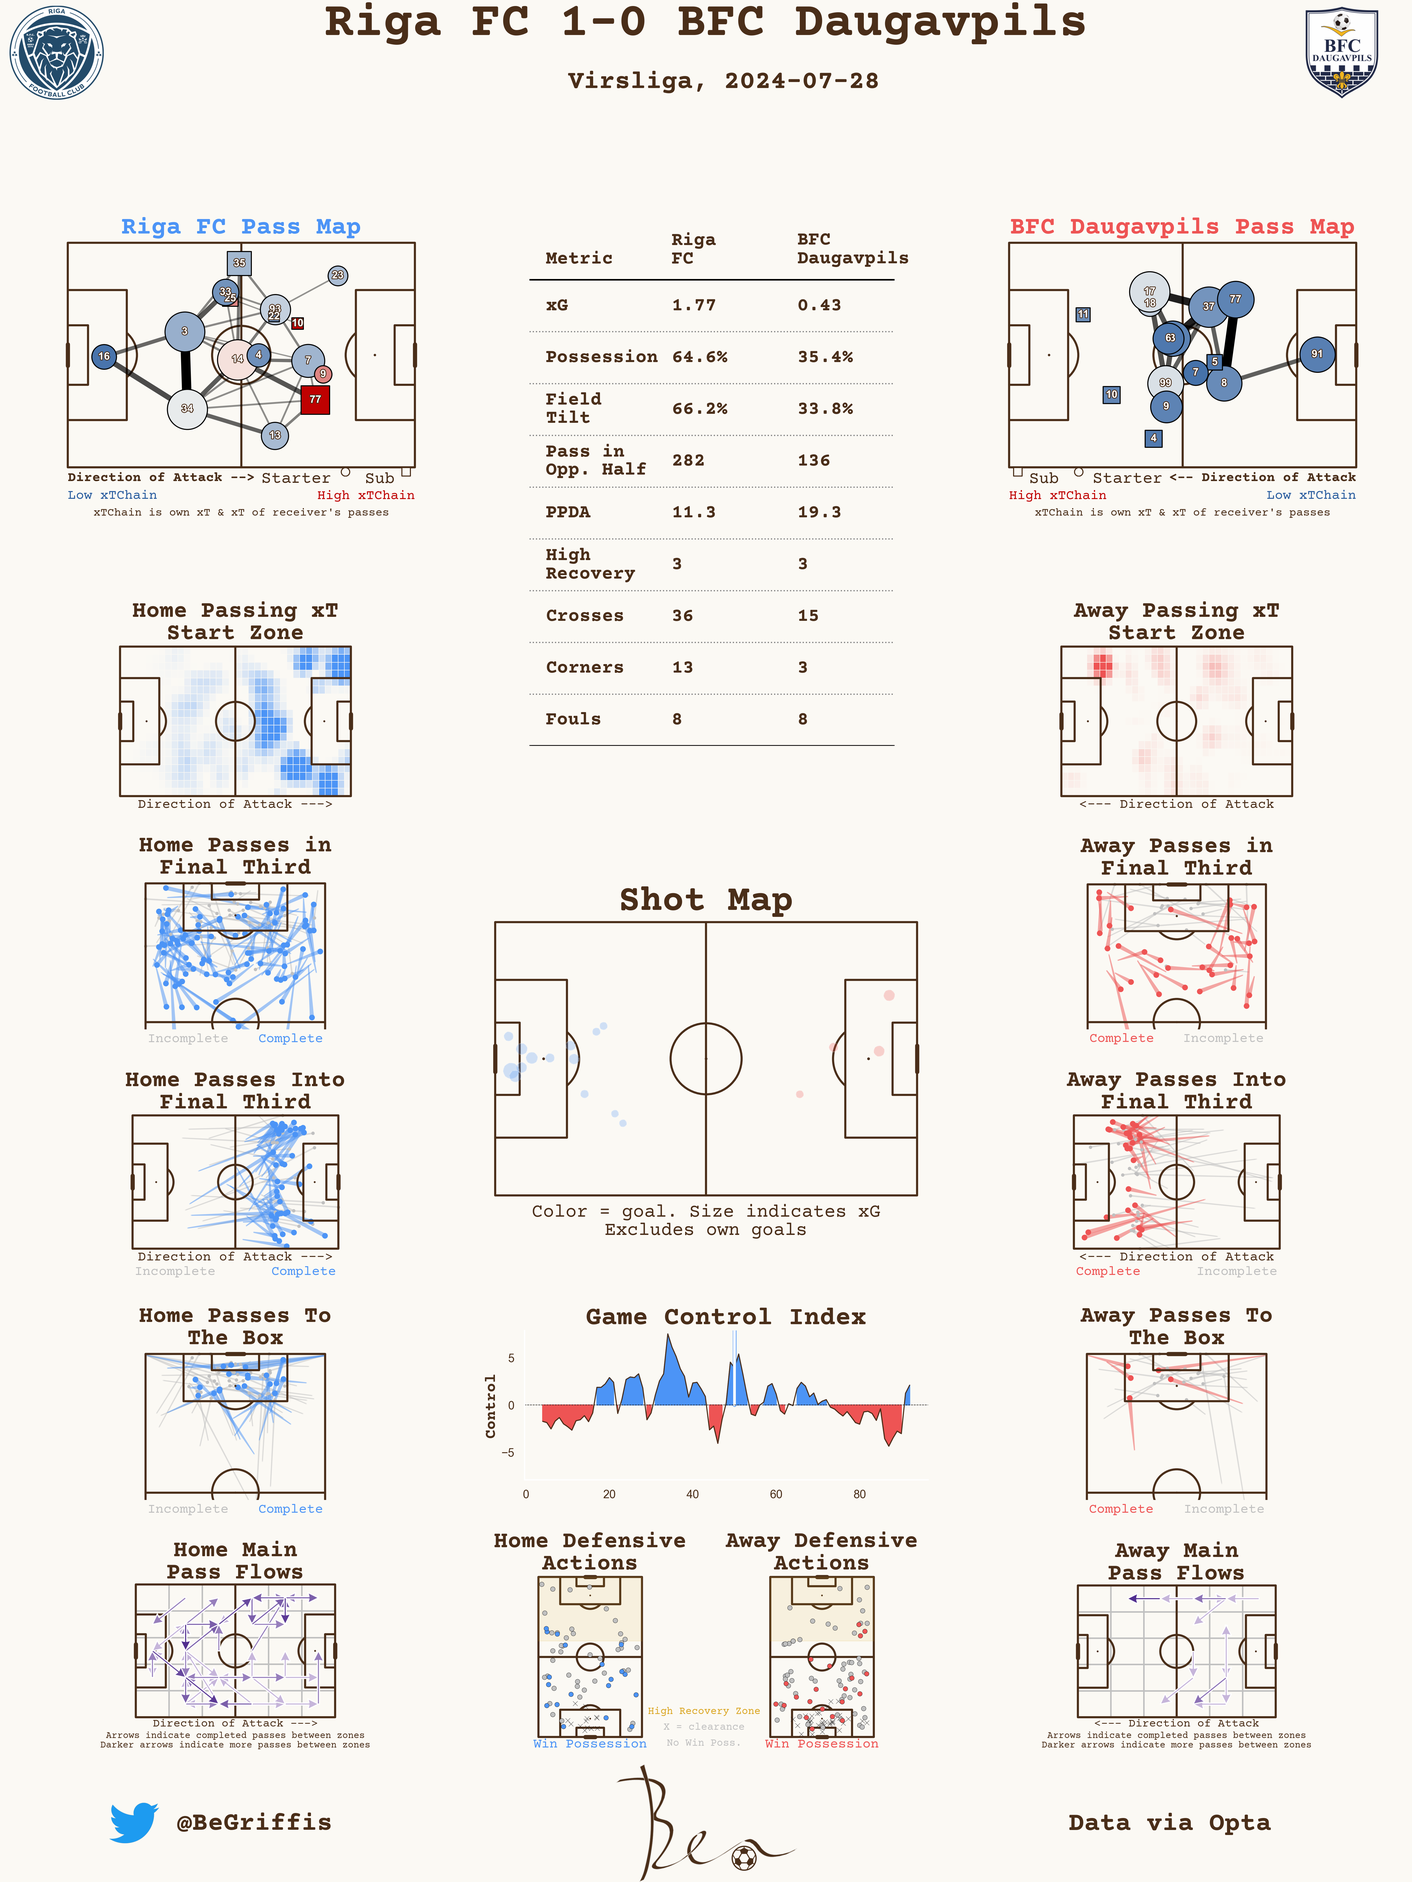 Riga FC 1-0 BFC Daugavpils
Virsliga, 2024-07-28
RIGA
FOOTBALL CLUB
BFC
DAUGAVPILS
Riga FC Pass Map
35
23
33
25
93
22
10
3
16
14
4
7
9
77
34
13
Direction of Attack --> Starter Sub
Low xTChain High xTChain
xTChain is own xT & xT of receiver's passes
Metric Riga FC BFC Daugavpils
xG 1.77 0.43
Possession 64.6% 35.4%
Field Tilt 66.2% 33.8%
Pass in Opp. Half 282 136
PPDA 11.3 19.3
High Recovery 3 3
Crosses 36 15
Corners 13 3
Fouls 8 8
BFC Daugavpils Pass Map
17
18
37
77
11
63
91
5
7
99
8
10
9
4
Sub Starter <-- Direction of Attack
High xTChain Low xTChain
xTChain is own xT & xT of receiver's passes
Home Passing xT
Start Zone
Direction of Attack --->
Away Passing xT
Start Zone
<--- Direction of Attack
Home Passes in
Final Third
Incomplete Complete
Away Passes in
Final Third
Complete Incomplete
Shot Map
Color = goal. Size indicates xG
Excludes own goals
Home Passes Into
Final Third
Direction of Attack --->
Incomplete Complete
Away Passes Into
Final Third
<--- Direction of Attack
Complete Incomplete
Home Passes To
The Box
Incomplete Complete
Game Control Index
Control
5
0
−5
0 20 40 60 80
Away Passes To
The Box
Complete Incomplete
Home Main
Pass Flows
Direction of Attack --->
Arrows indicate completed passes between zones
Darker arrows indicate more passes between zones
Home Defensive
Actions
Win Possession
High Recovery Zone
X = clearance
No Win Poss.
Away Defensive
Actions
Win Possession
Away Main
Pass Flows
<--- Direction of Attack
Arrows indicate completed passes between zones
Darker arrows indicate more passes between zones
@BeGriffis
Ben
Data via Opta